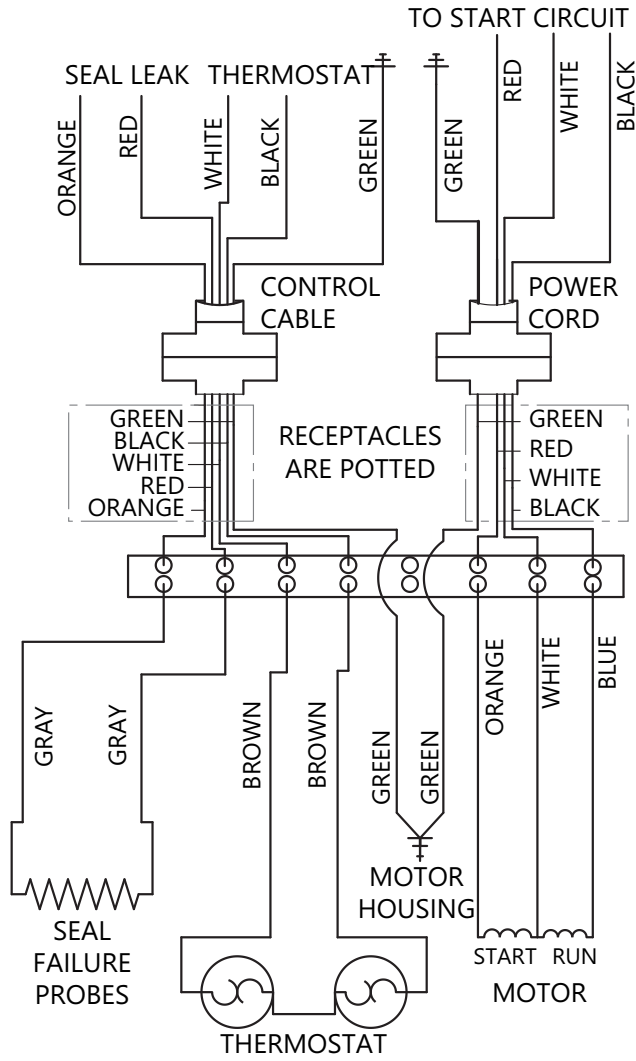 TO START CIRCUIT
SEAL LEAK
THERMOSTAT
ORANGE
RED
WHITE
BLACK
GREEN
GREEN
RED
WHITE
BLACK
CONTROL
CABLE
POWER
CORD
GREEN
BLACK
WHITE
RED
ORANGE
RECEPTACLES
ARE POTTED
GREEN
RED
WHITE
BLACK
GRAY
GRAY
BROWN
BROWN
GREEN
GREEN
ORANGE
WHITE
BLUE
MOTOR
HOUSING
SEAL
FAILURE
PROBES
START
RUN
MOTOR
THERMOSTAT